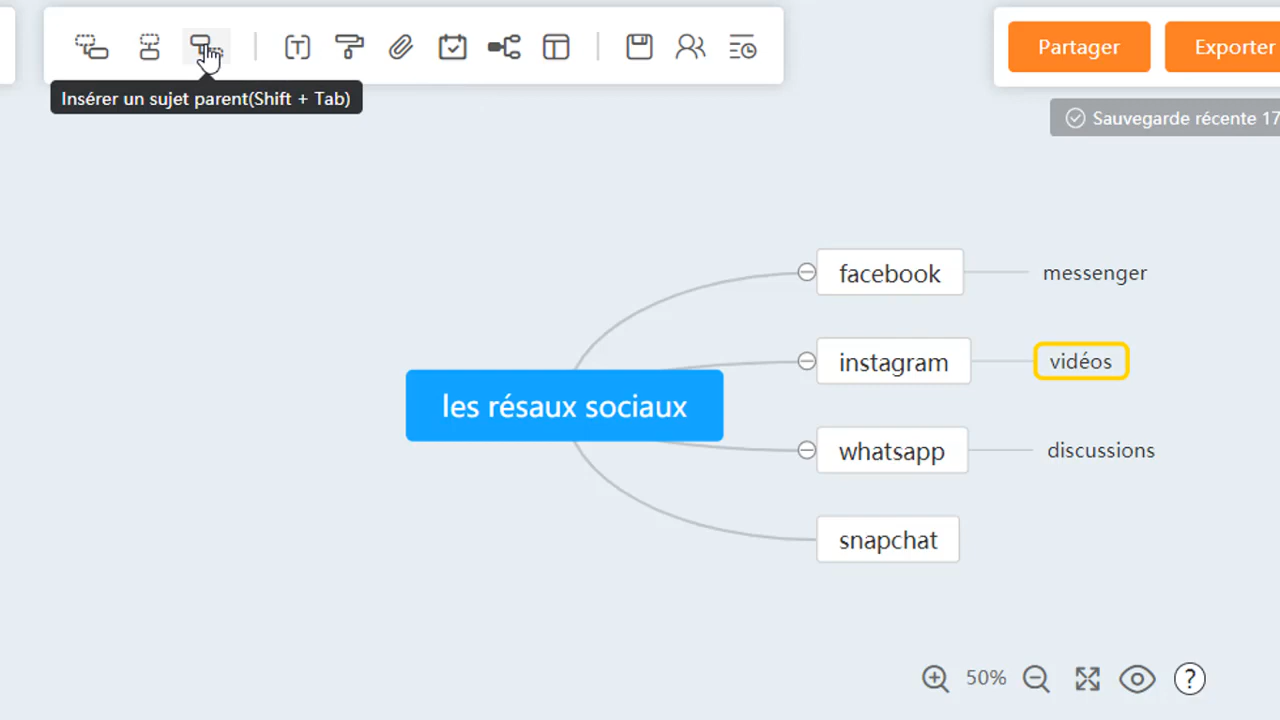 Partager
Exporter
Insérer un sujet parent(Shift + Tab)
Sauvegarde récente 17
facebook
messenger
instagram
vidéos
les résaux sociaux
whatsapp
discussions
snapchat
50%
?